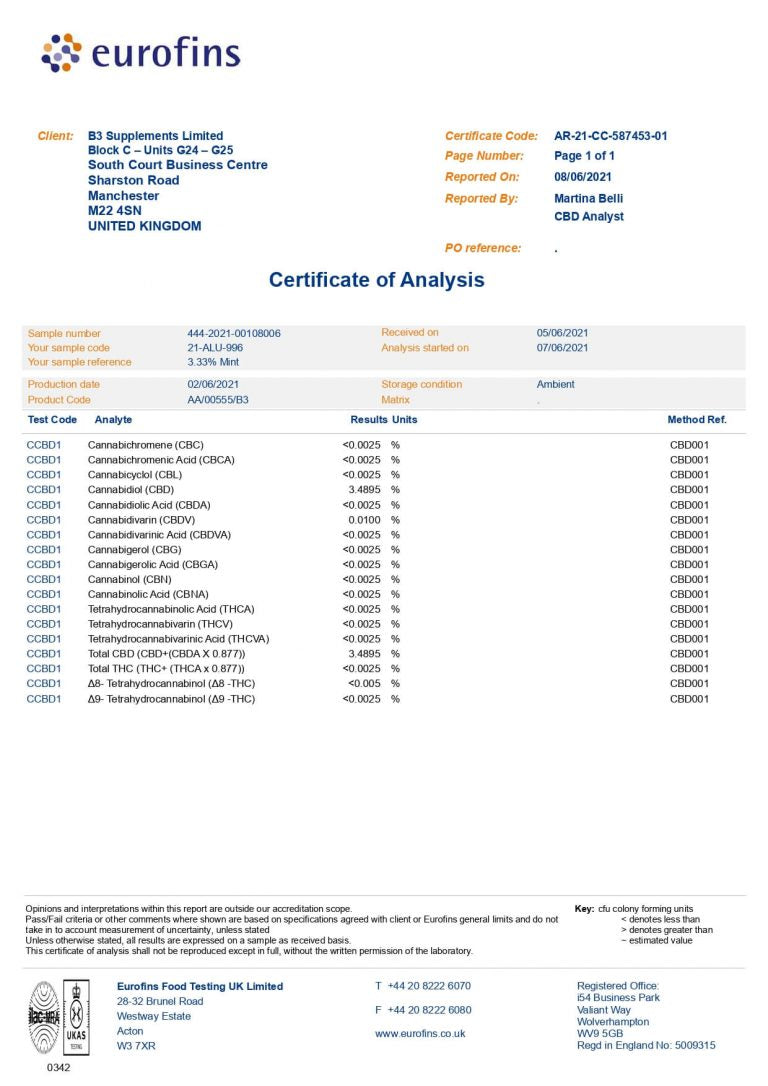 eurofins
Client: B3 Supplements Limited
Block C – Units G24 – G25
South Court Business Centre
Sharston Road
Manchester
M22 4SN
UNITED KINGDOM
Certificate Code: AR-21-CC-587453-01
Page Number: Page 1 of 1
Reported On: 08/06/2021
Reported By: Martina Belli
CBD Analyst
PO reference: .
Certificate of Analysis
Sample number 444-2021-00108006 Received on 05/06/2021
Your sample code 21-ALU-996 Analysis started on 07/06/2021
Your sample reference 3.33% Mint
Production date 02/06/2021 Storage condition Ambient
Product Code AA/00555/B3 Matrix .
Test Code Analyte Results Units Method Ref.
CCBD1 Cannabichromene (CBC) <0.0025 % CBD001
CCBD1 Cannabichromenic Acid (CBCA) <0.0025 % CBD001
CCBD1 Cannabicyclol (CBL) <0.0025 % CBD001
CCBD1 Cannabidiol (CBD) 3.4895 % CBD001
CCBD1 Cannabidiolic Acid (CBDA) <0.0025 % CBD001
CCBD1 Cannabidivarin (CBDV) 0.0100 % CBD001
CCBD1 Cannabidivarinic Acid (CBDVA) <0.0025 % CBD001
CCBD1 Cannabigerol (CBG) <0.0025 % CBD001
CCBD1 Cannabigerolic Acid (CBGA) <0.0025 % CBD001
CCBD1 Cannabinol (CBN) <0.0025 % CBD001
CCBD1 Cannabinolic Acid (CBNA) <0.0025 % CBD001
CCBD1 Tetrahydrocannabinolic Acid (THCA) <0.0025 % CBD001
CCBD1 Tetrahydrocannabivarin (THCV) <0.0025 % CBD001
CCBD1 Tetrahydrocannabivarinic Acid (THCVA) <0.0025 % CBD001
CCBD1 Total CBD (CBD+(CBDA X 0.877)) 3.4895 % CBD001
CCBD1 Total THC (THC+ (THCA x 0.877)) <0.0025 % CBD001
CCBD1 Δ8- Tetrahydrocannabinol (Δ8 -THC) <0.005 % CBD001
CCBD1 Δ9- Tetrahydrocannabinol (Δ9 -THC) <0.0025 % CBD001
Opinions and interpretations within this report are outside our accreditation scope.
Pass/Fail criteria or other comments where shown are based on specifications agreed with client or Eurofins general limits and do not
take in to account measurement of uncertainty, unless stated
Unless otherwise stated, all results are expressed on a sample as received basis.
This certificate of analysis shall not be reproduced except in full, without the written permission of the laboratory.
Key: cfu colony forming units
< denotes less than
> denotes greater than
~ estimated value
ilac-MRA
UKAS
TESTING
0342
Eurofins Food Testing UK Limited
28-32 Brunel Road
Westway Estate
Acton
W3 7XR
T +44 20 8222 6070
F +44 20 8222 6080
www.eurofins.co.uk
Registered Office:
i54 Business Park
Valiant Way
Wolverhampton
WV9 5GB
Regd in England No: 5009315